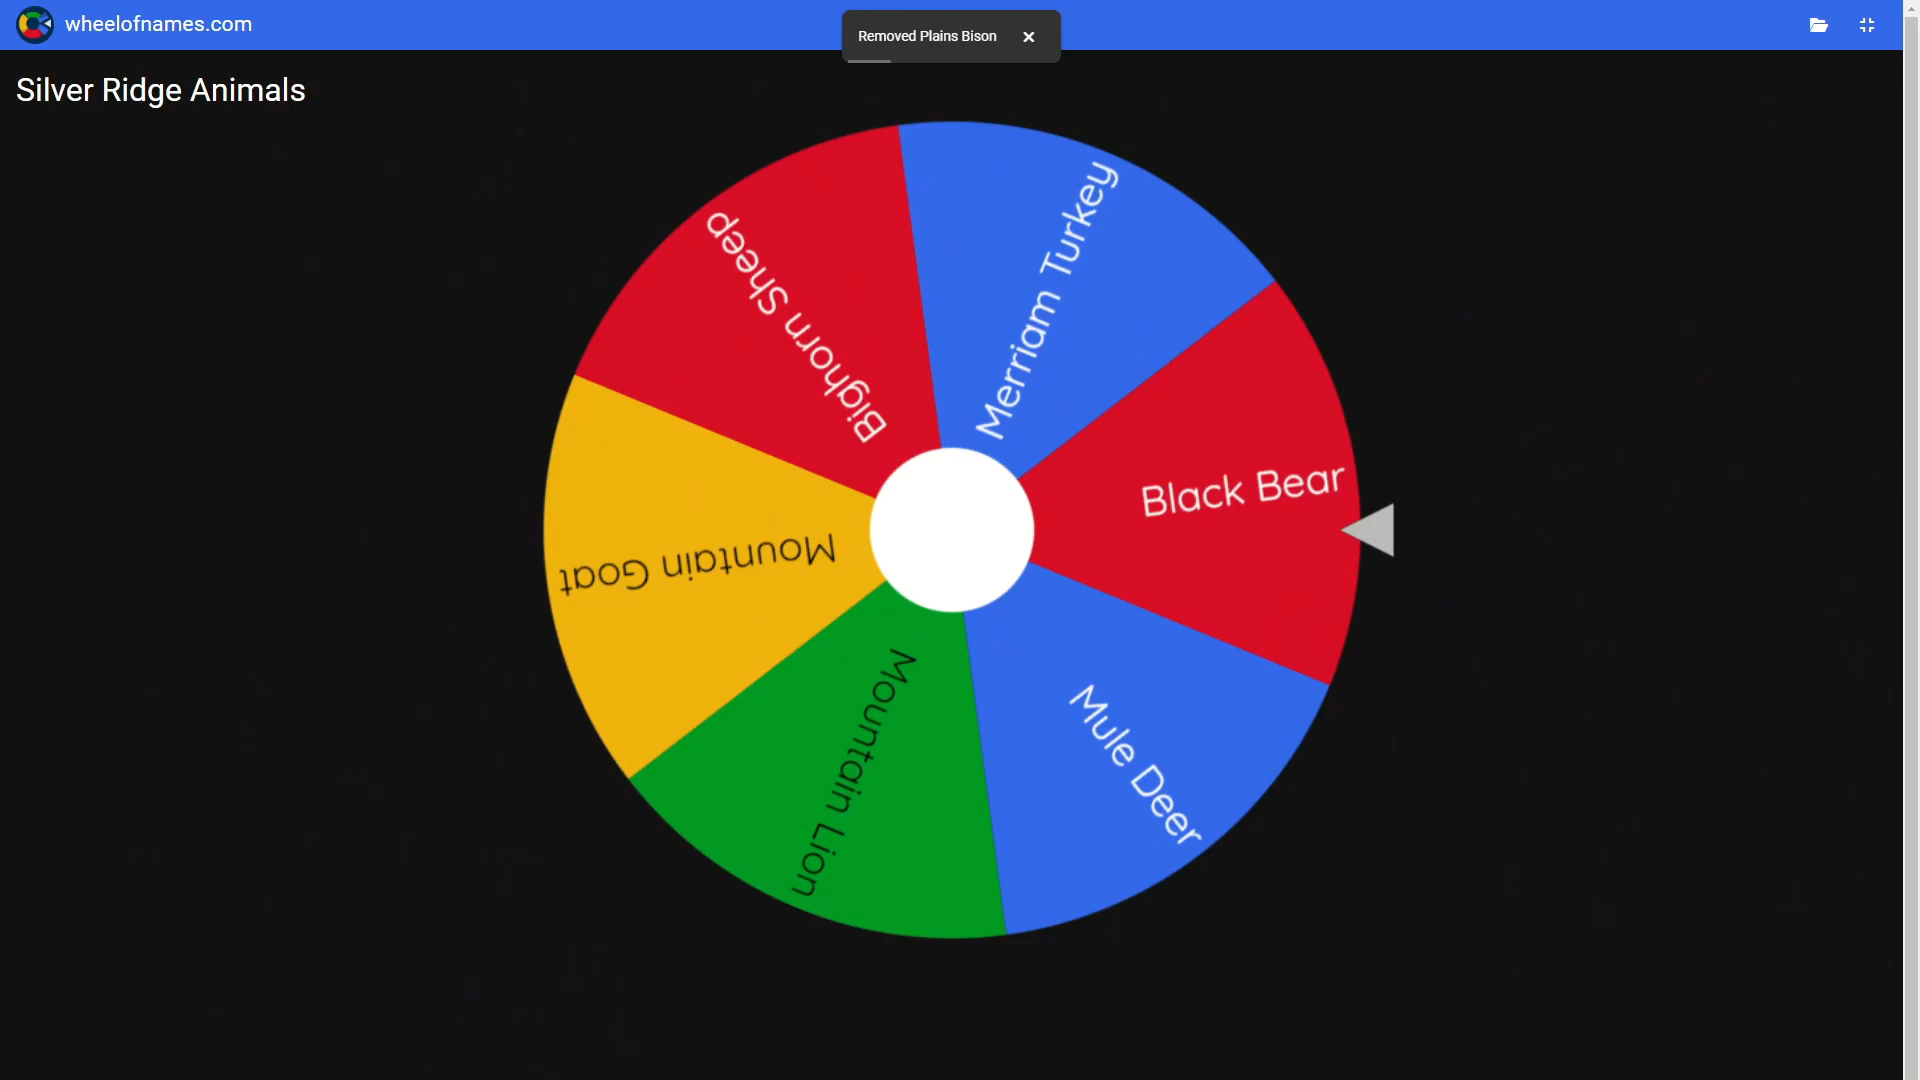 wheelofnames.com
Removed Plains Bison
Silver Ridge Animals
Merriam Turkey
Bighorn Sheep
Black Bear
Mountain Goat
Mule Deer
Mountain Lion